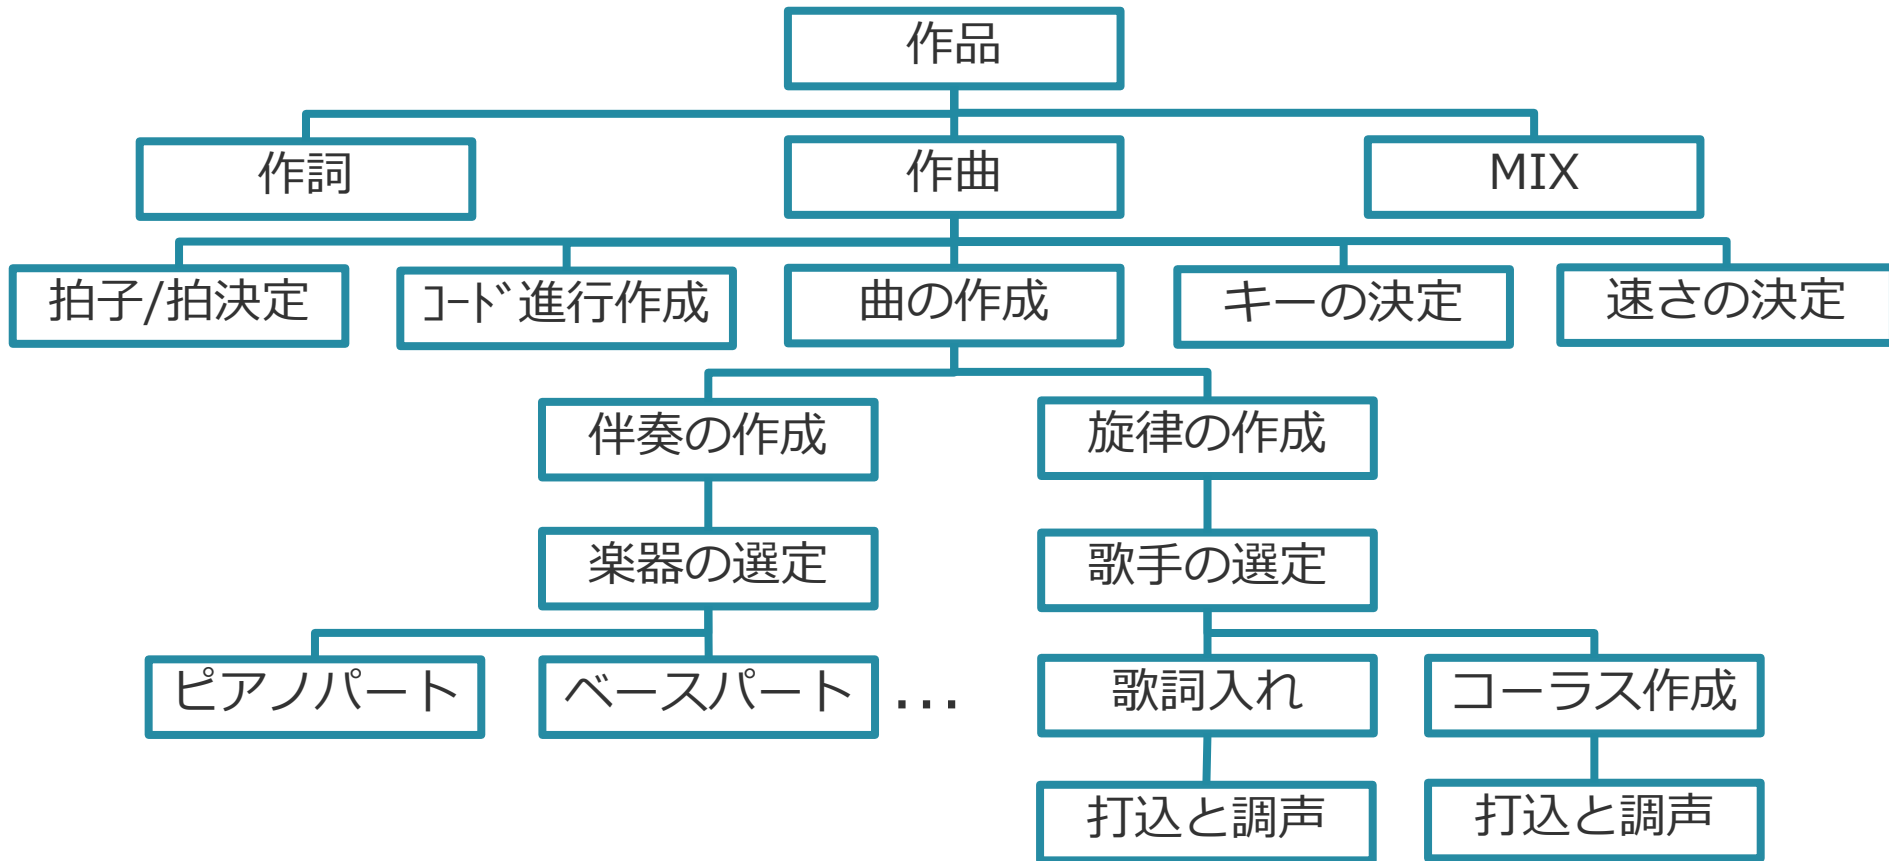 作品
作詞
作曲
MIX
拍子/拍決定
ｺｰﾄﾞ進行作成
曲の作成
キーの決定
速さの決定
伴奏の作成
旋律の作成
楽器の選定
歌手の選定
ピアノパート
ベースパート
…
歌詞入れ
コーラス作成
打込と調声
打込と調声